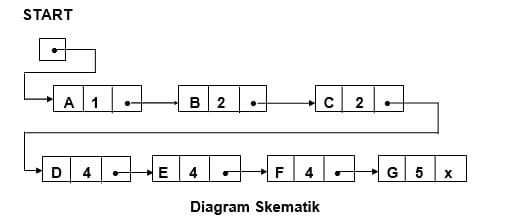 START
A 1 B 2 C 2
D 4 E 4 F 4 G 5 x
Diagram Skematik